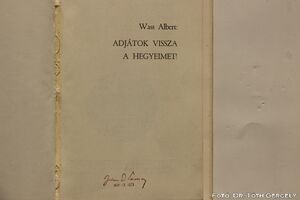 Wass Albert:
ADJÁTOK VISSZA
A HEGYEIMET!
FOTO: DR. TÓTH GERGELY